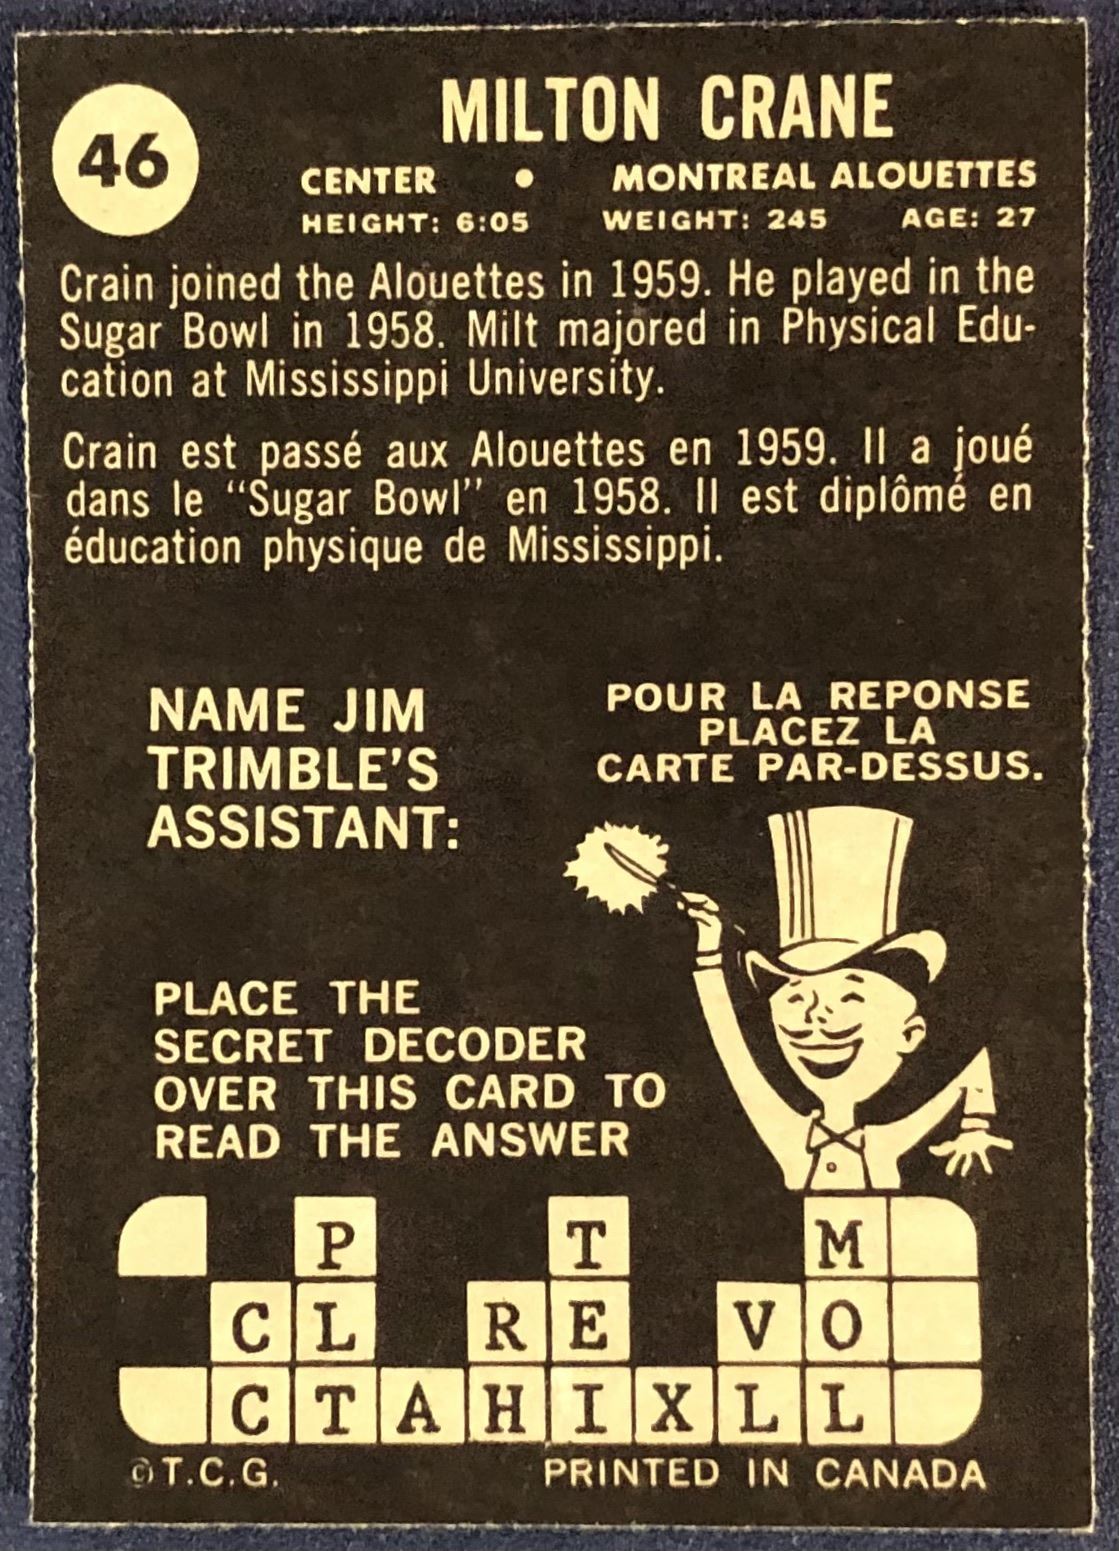 46
MILTON CRANE
CENTER • MONTREAL ALOUETTES
HEIGHT: 6:05 WEIGHT: 245 AGE: 27
Crain joined the Alouettes in 1959. He played in the
Sugar Bowl in 1958. Milt majored in Physical Edu-
cation at Mississippi University.
Crain est passé aux Alouettes en 1959. Il a joué
dans le “Sugar Bowl” en 1958. Il est diplômé en
éducation physique de Mississippi.
NAME JIM
TRIMBLE'S
ASSISTANT:
POUR LA REPONSE
PLACEZ LA
CARTE PAR-DESSUS.
PLACE THE
SECRET DECODER
OVER THIS CARD TO
READ THE ANSWER
P T M
C L R E V O
C T A H I X L L
© T.C.G. PRINTED IN CANADA